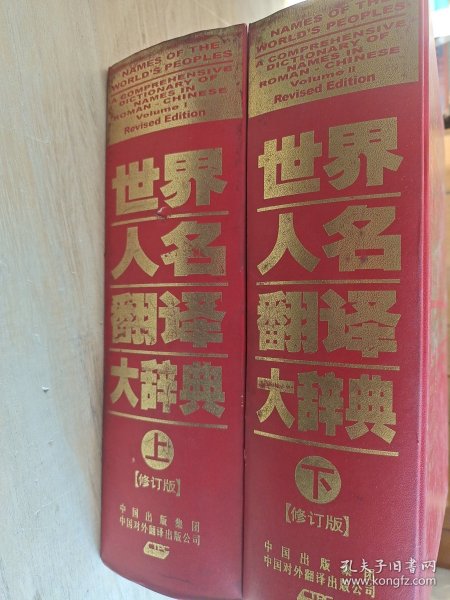 NAMES OF THE
WORLD'S PEOPLES
A COMPREHENSIVE
DICTIONARY OF
NAMES IN
ROMAN-CHINESE
Volume I
Revised Edition
世界
人名
翻译
大辞典
上
【修订版】
中国出版集团
中国对外翻译出版公司
NAMES OF THE
WORLD'S PEOPLES
A COMPREHENSIVE
DICTIONARY OF
NAMES IN
ROMAN-CHINESE
Volume II
Revised Edition
世界
人名
翻译
大辞典
下
【修订版】
中国出版集团
中国对外翻译出版公司
孔夫子旧书网